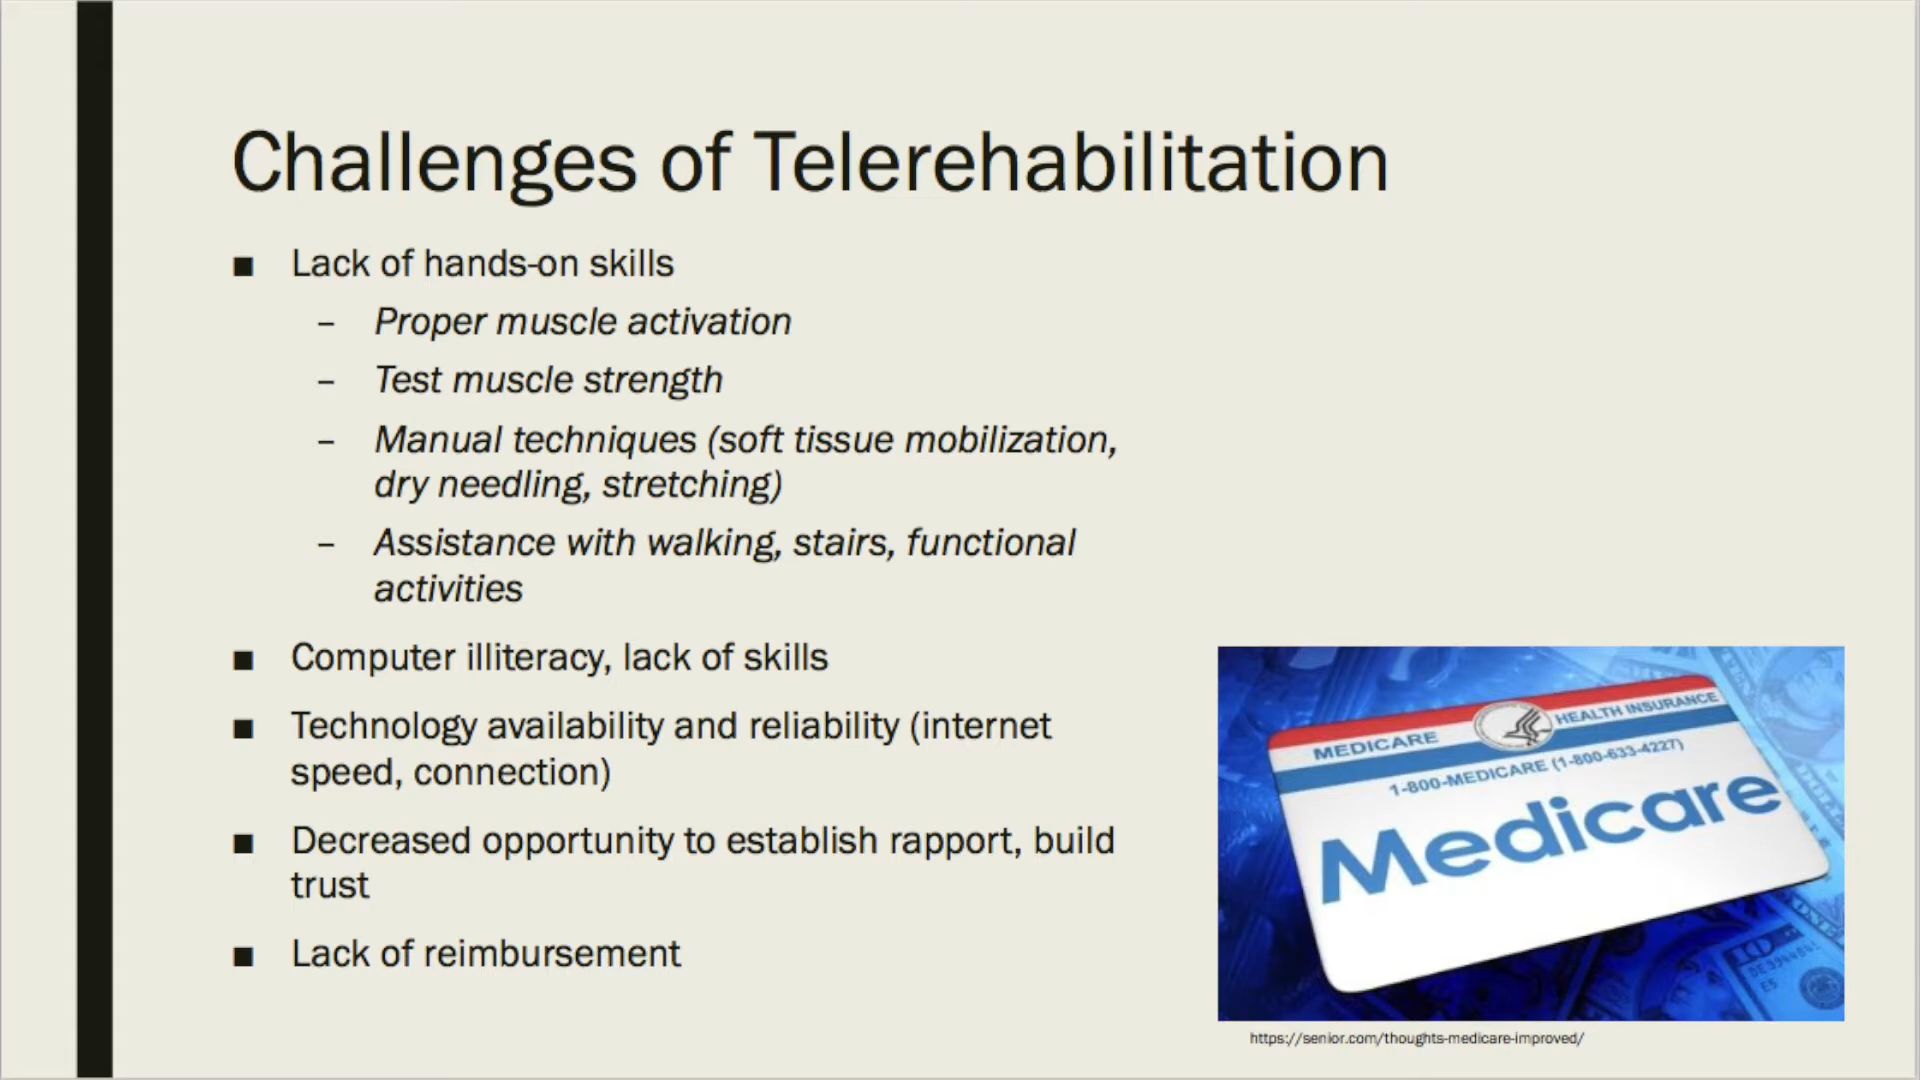 Challenges of Telerehabilitation
■ Lack of hands-on skills
– Proper muscle activation
– Test muscle strength
– Manual techniques (soft tissue mobilization,
dry needling, stretching)
– Assistance with walking, stairs, functional
activities
■ Computer illiteracy, lack of skills
■ Technology availability and reliability (internet
speed, connection)
■ Decreased opportunity to establish rapport, build
trust
■ Lack of reimbursement
MEDICARE HEALTH INSURANCE
1-800-MEDICARE (1-800-633-4227)
Medicare
https://senior.com/thoughts-medicare-improved/